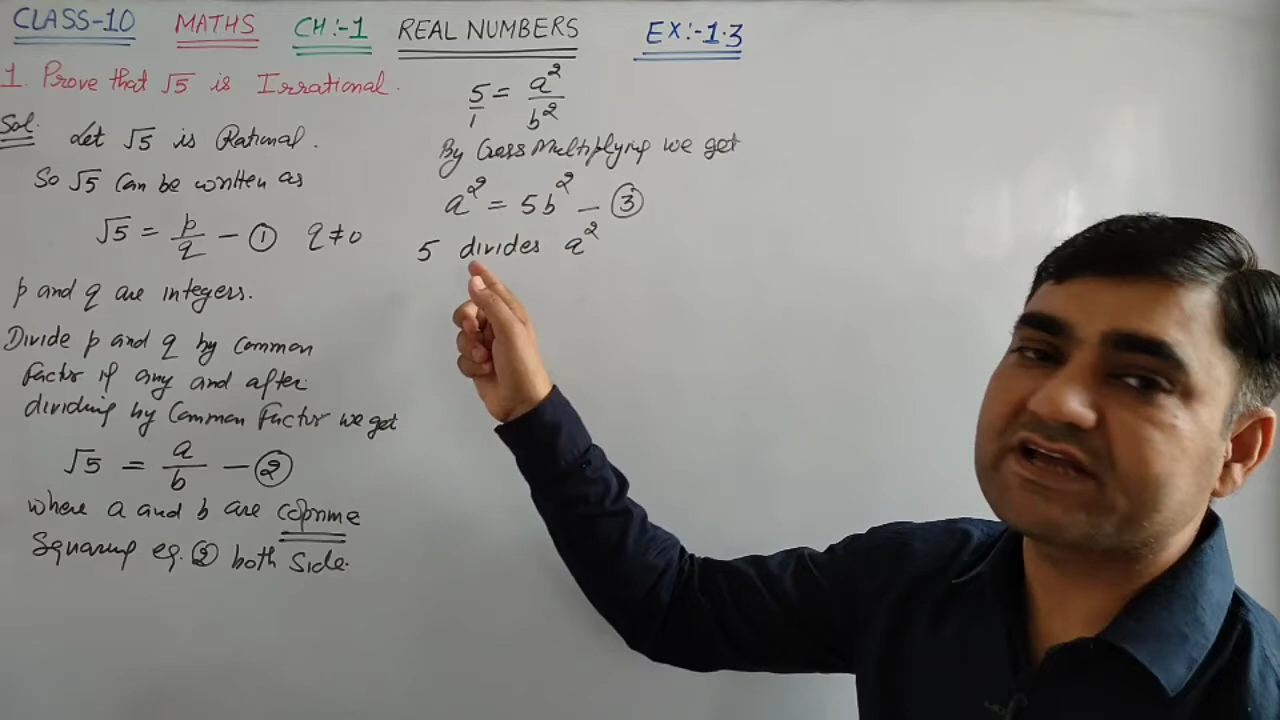 CLASS-10 MATHS CH:-1 REAL NUMBERS EX:-1.3
1. Prove that √5 is Irrational.
Sol. Let √5 is Rational.
So √5 can be written as
√5 = p/q - ① q≠0
p and q are integers.
Divide p and q by common
factor if any and after
dividing by Common factor we get
√5 = a/b - ②
where a and b are coprime
Squaring eq. ② both side.
5/1 = a²/b²
By Cross Multiplying we get
a² = 5b² - ③
5 divides a²